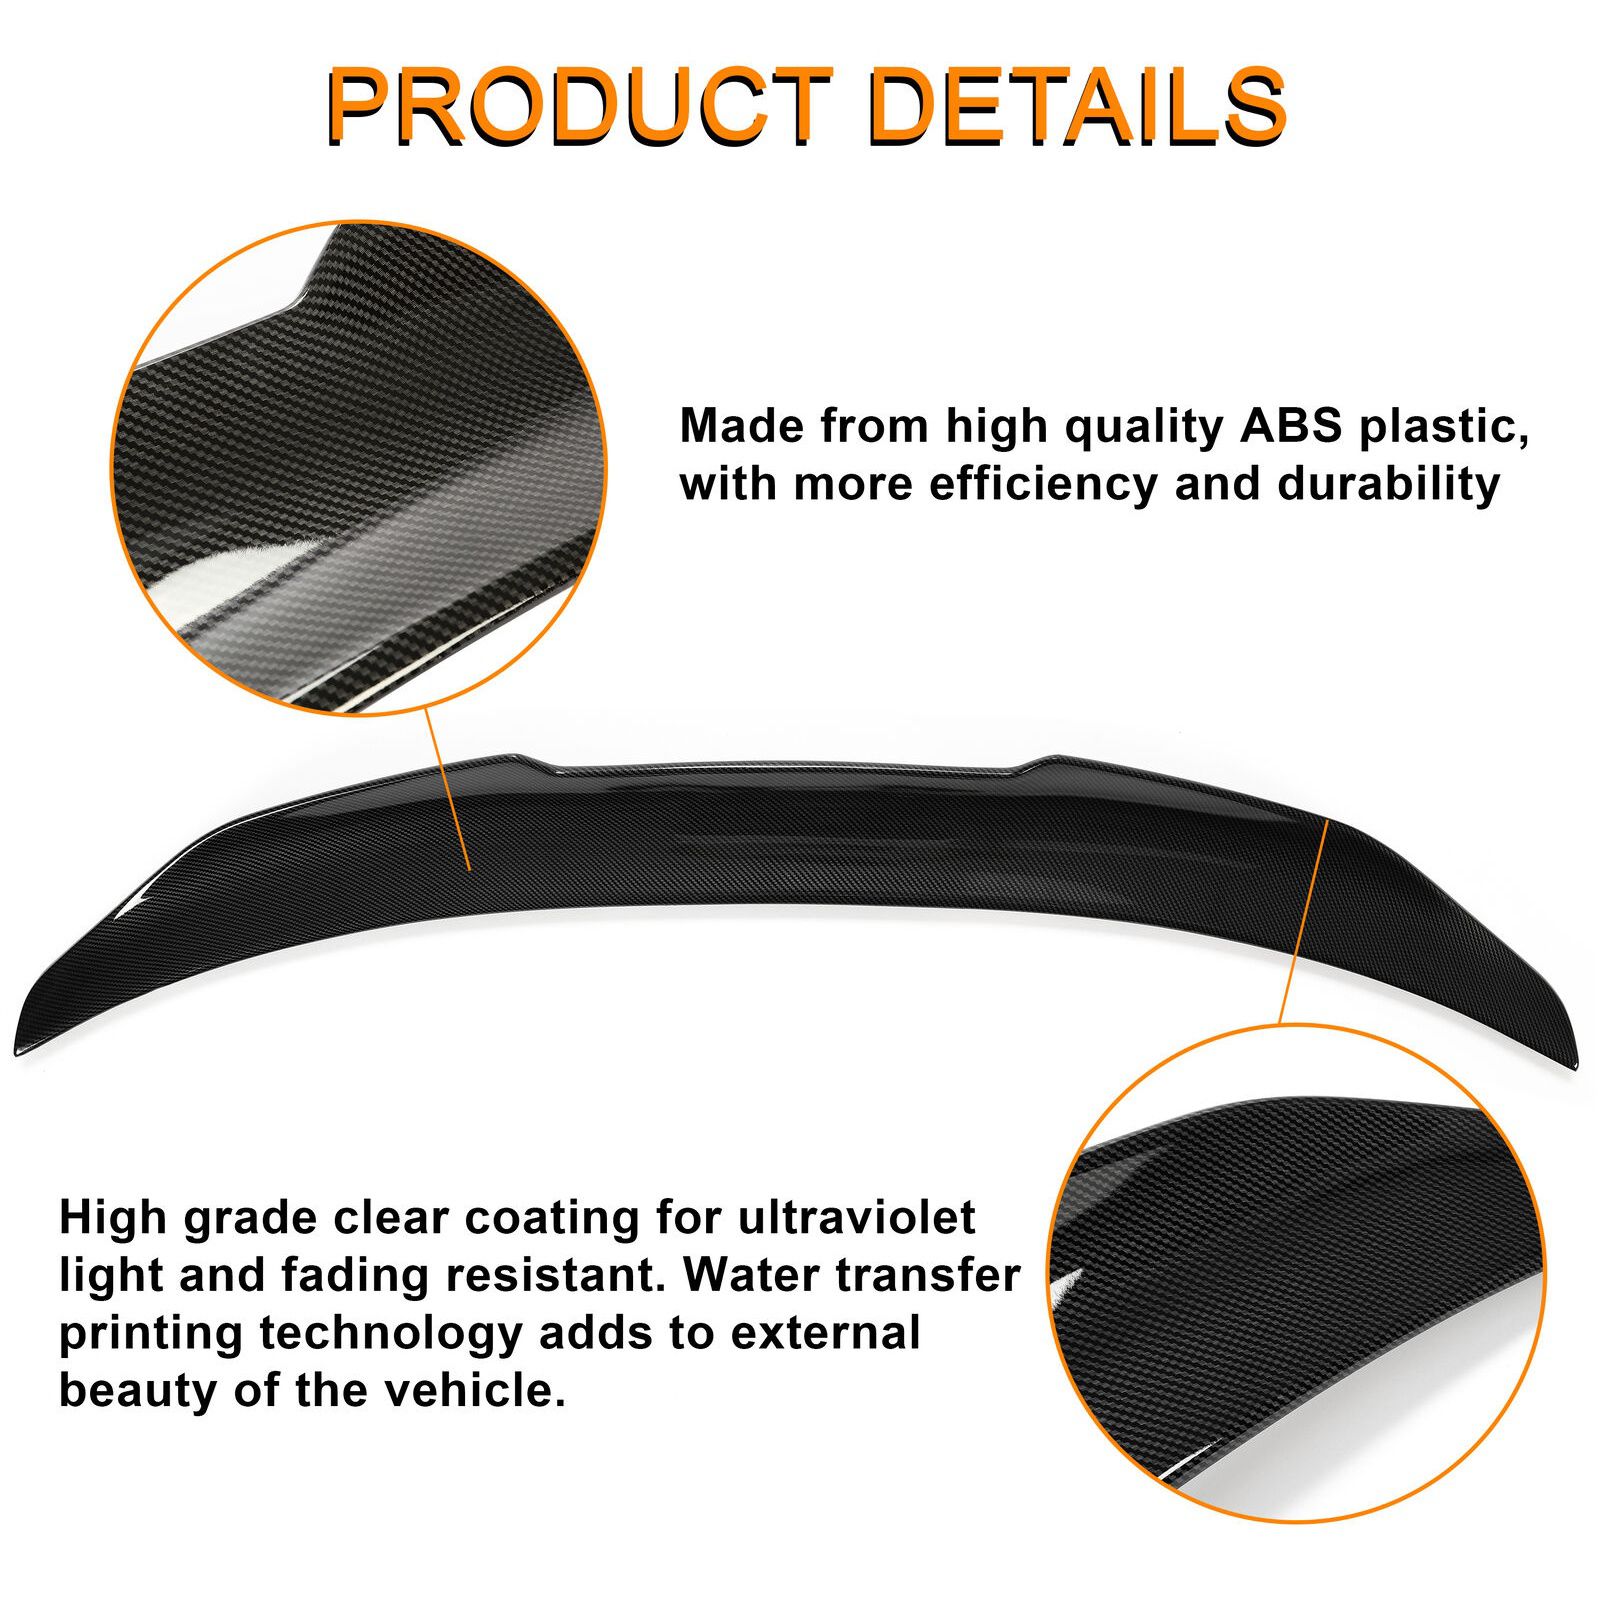 PRODUCT DETAILS
Made from high quality ABS plastic,
with more efficiency and durability
High grade clear coating for ultraviolet
light and fading resistant. Water transfer
printing technology adds to external
beauty of the vehicle.